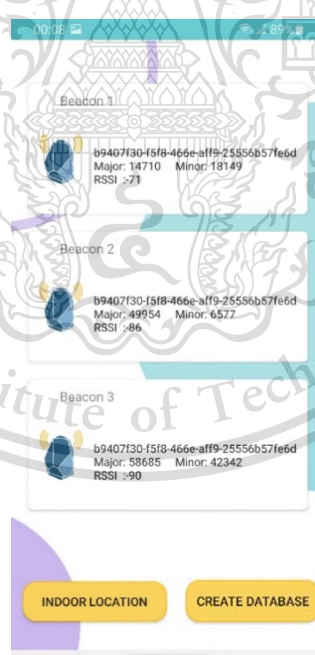 00:08 89%
Beacon 1
b9407f30-f5f8-466e-aff9-25556b57fe6d
Major: 14710 Minor: 18149
RSSI :-71
Beacon 2
b9407f30-f5f8-466e-aff9-25556b57fe6d
Major: 49954 Minor: 6577
RSSI :-86
Beacon 3
itute of Tech
b9407f30-f5f8-466e-aff9-25556b57fe6d
Major: 58685 Minor: 42342
RSSI :-90
INDOOR LOCATION CREATE DATABASE